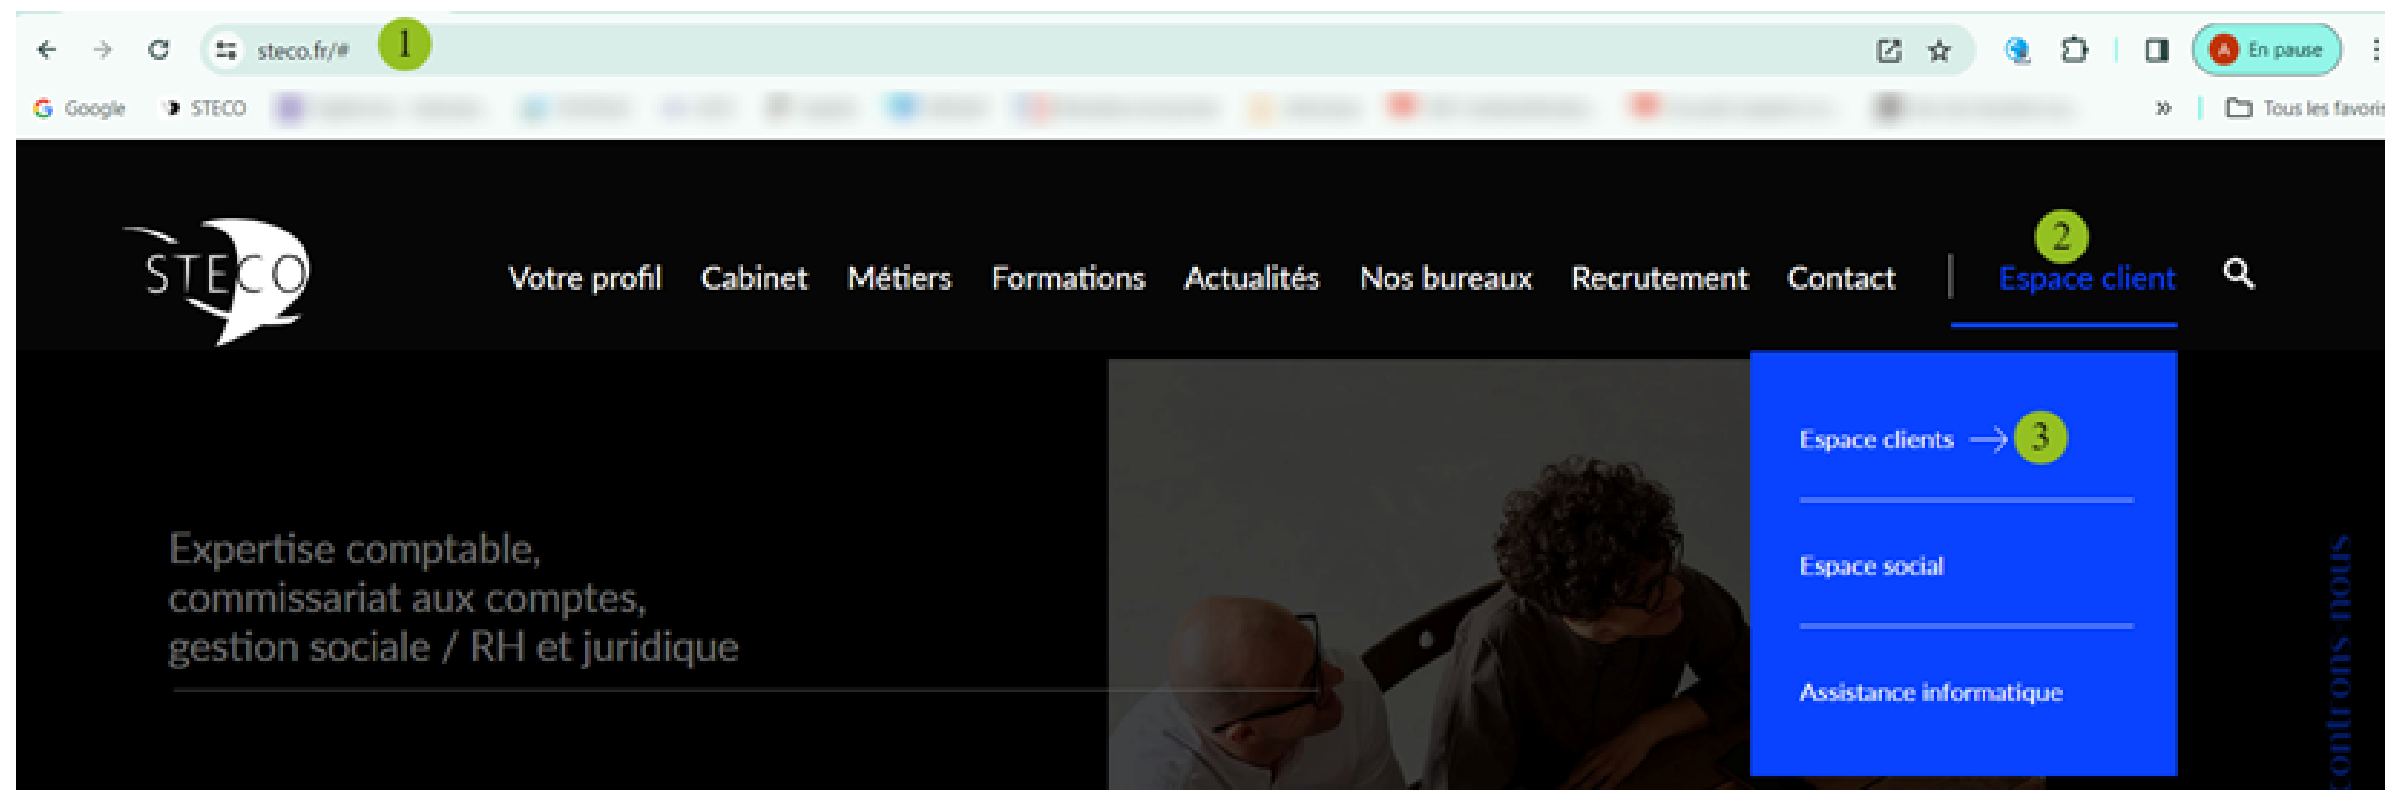 steco.fr/# 1
A En pause
Google STECO
» Tous les favoris
STECO
Votre profil Cabinet Métiers Formations Actualités Nos bureaux Recrutement Contact | Espace client
2
Espace clients → 3
Espace social
Assistance informatique
Expertise comptable,
commissariat aux comptes,
gestion sociale / RH et juridique
controns nous